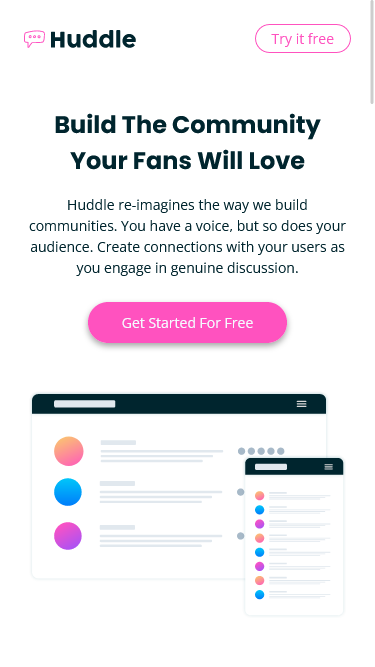 Huddle
Try it free
Build The Community
Your Fans Will Love
Huddle re-imagines the way we build
communities. You have a voice, but so does your
audience. Create connections with your users as
you engage in genuine discussion.
Get Started For Free